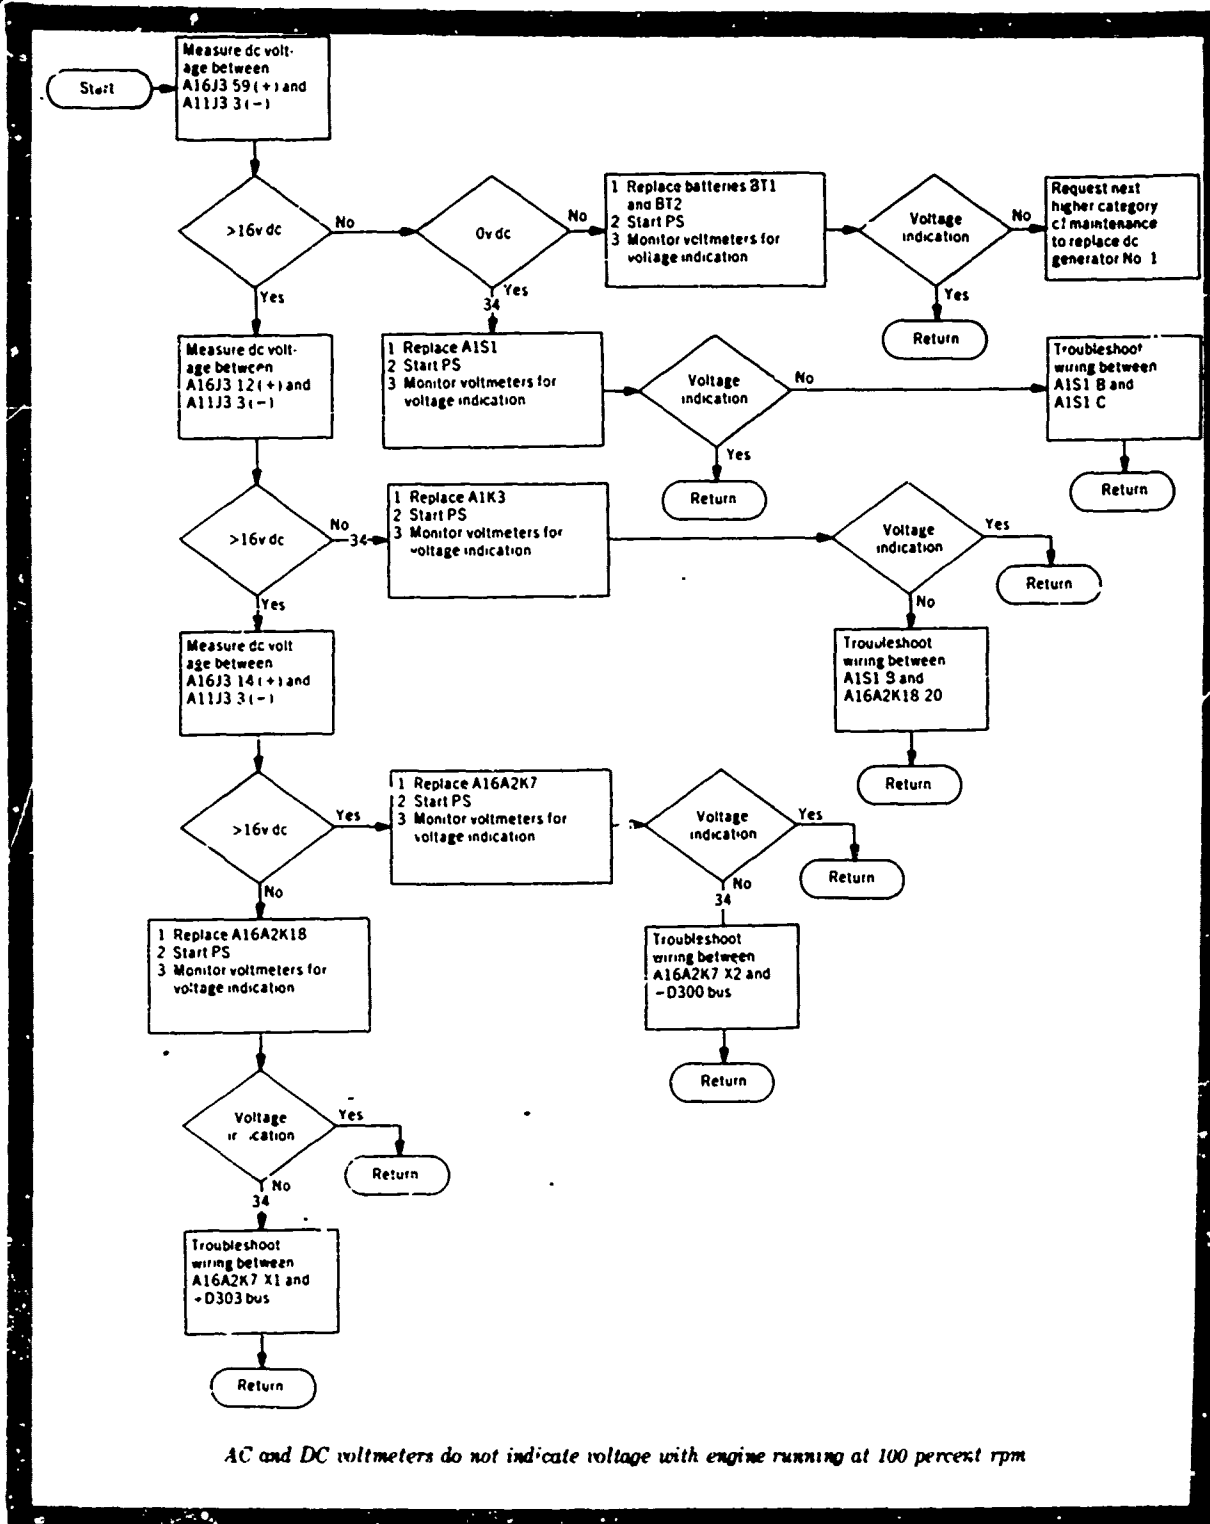 Start
Measure dc volt-
age between
A16J3 59(+) and
A11J3 3(-)
>16v dc
No
Yes
0v dc
No
Yes
34
1 Replace batteries BT1
and BT2
2 Start PS
3 Monitor voltmeters for
voltage indication
Voltage
indication
No
Yes
Return
Request next
higher category
of maintenance
to replace dc
generator No 1
Measure dc volt-
age between
A16J3 12(+) and
A11J3 3(-)
1 Replace A1S1
2 Start PS
3 Monitor voltmeters for
voltage indication
Voltage
indication
No
Yes
Return
Troubleshoot
wiring between
A1S1 B and
A1S1 C
Return
>16v dc
No
34
Yes
1 Replace A1K3
2 Start PS
3 Monitor voltmeters for
voltage indication
Voltage
indication
Yes
Return
No
Troubleshoot
wiring between
A1S1 and
A16A2K18 20
Return
Measure dc volt
age between
A16J3 14(+) and
A11J3 3(-)
>16v dc
Yes
No
1 Replace A16A2K7
2 Start PS
3 Monitor voltmeters for
voltage indication
Voltage
indication
Yes
Return
No
34
Troubleshoot
wiring between
A16A2K7 X2 and
-D300 bus
Return
1 Replace A16A2K18
2 Start PS
3 Monitor voltmeters for
voltage indication
Voltage
indication
Yes
Return
No
34
Troubleshoot
wiring between
A16A2K7 X1 and
+D303 bus
Return
AC and DC voltmeters do not indicate voltage with engine running at 100 percent rpm